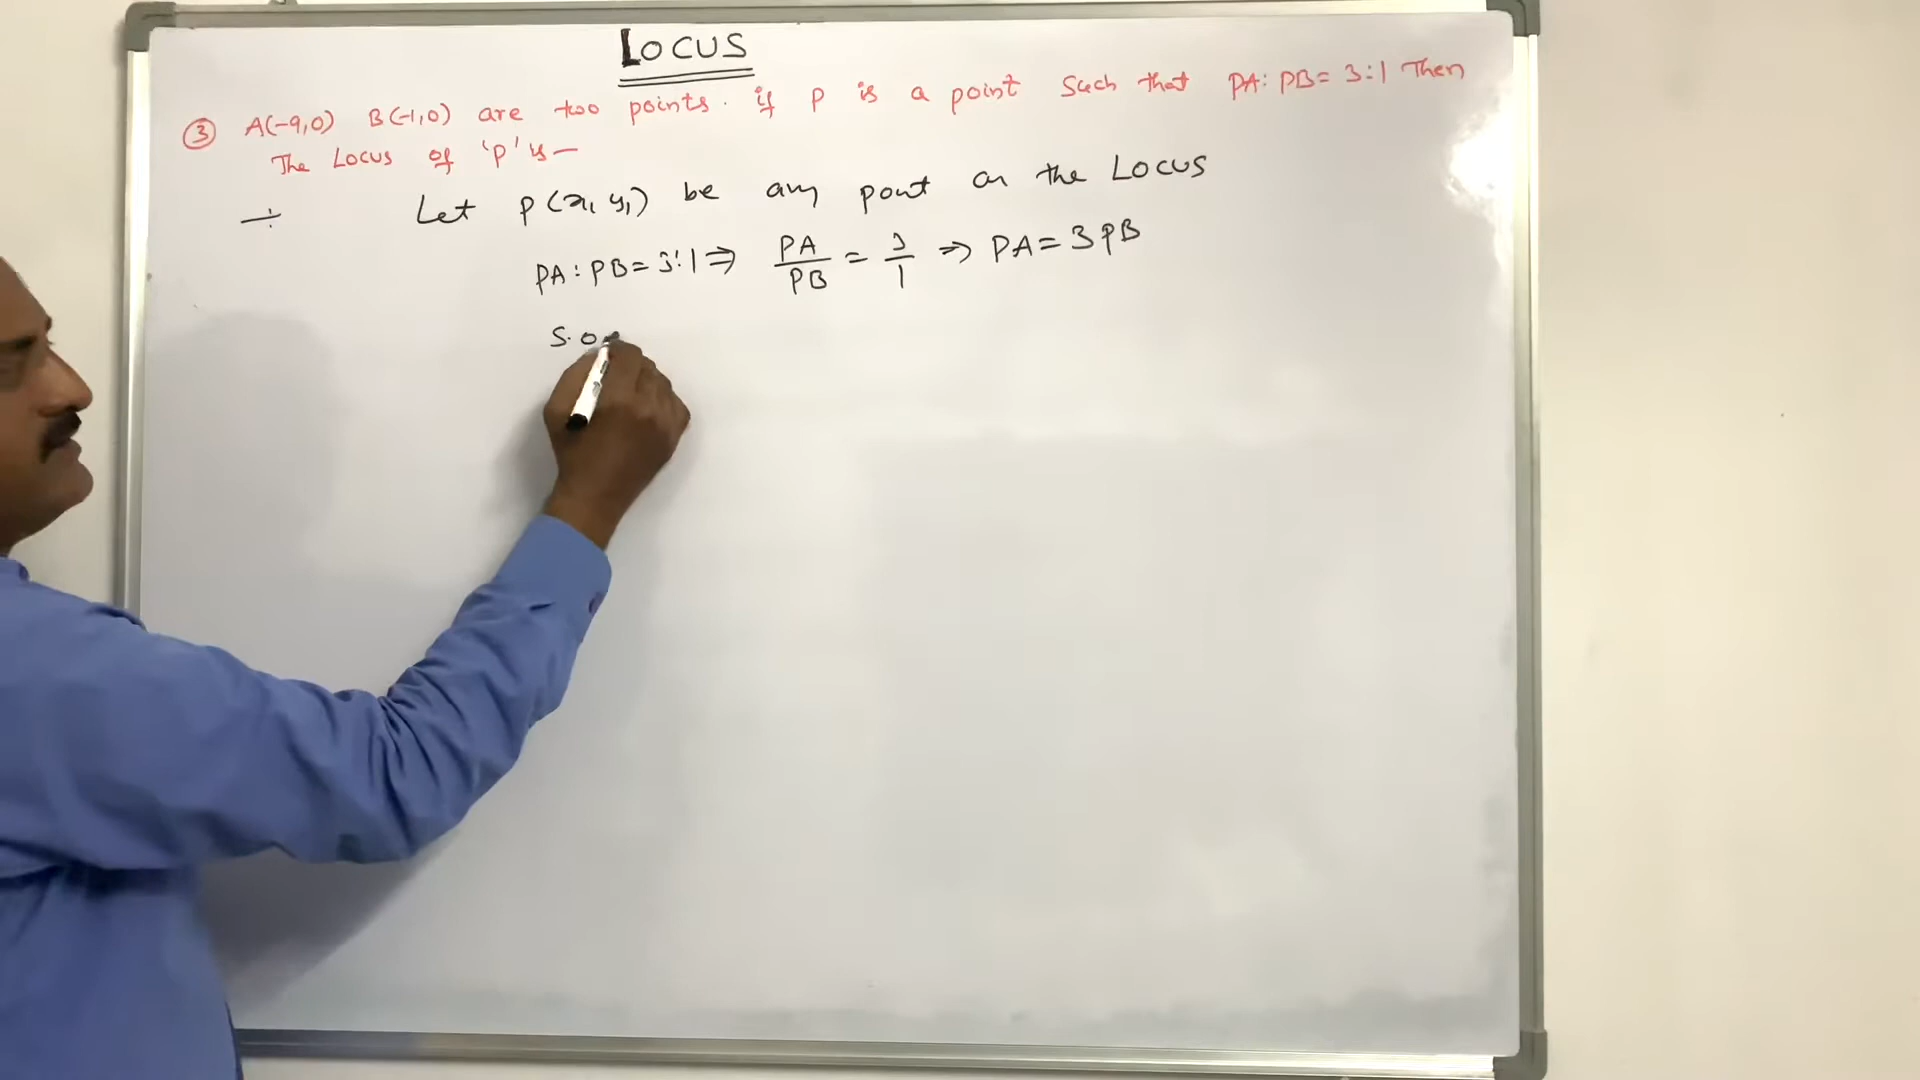 LOCUS
③ A(-9,0) B(-1,0) are two points. if P is a point Such that PA: PB= 3:1 Then
The Locus of 'p' is—
Let P(x₁ y₁) be any point on the Locus
PA: PB= 3:1 ⇒ PA/PB = 3/1 ⇒ PA= 3PB
S.O